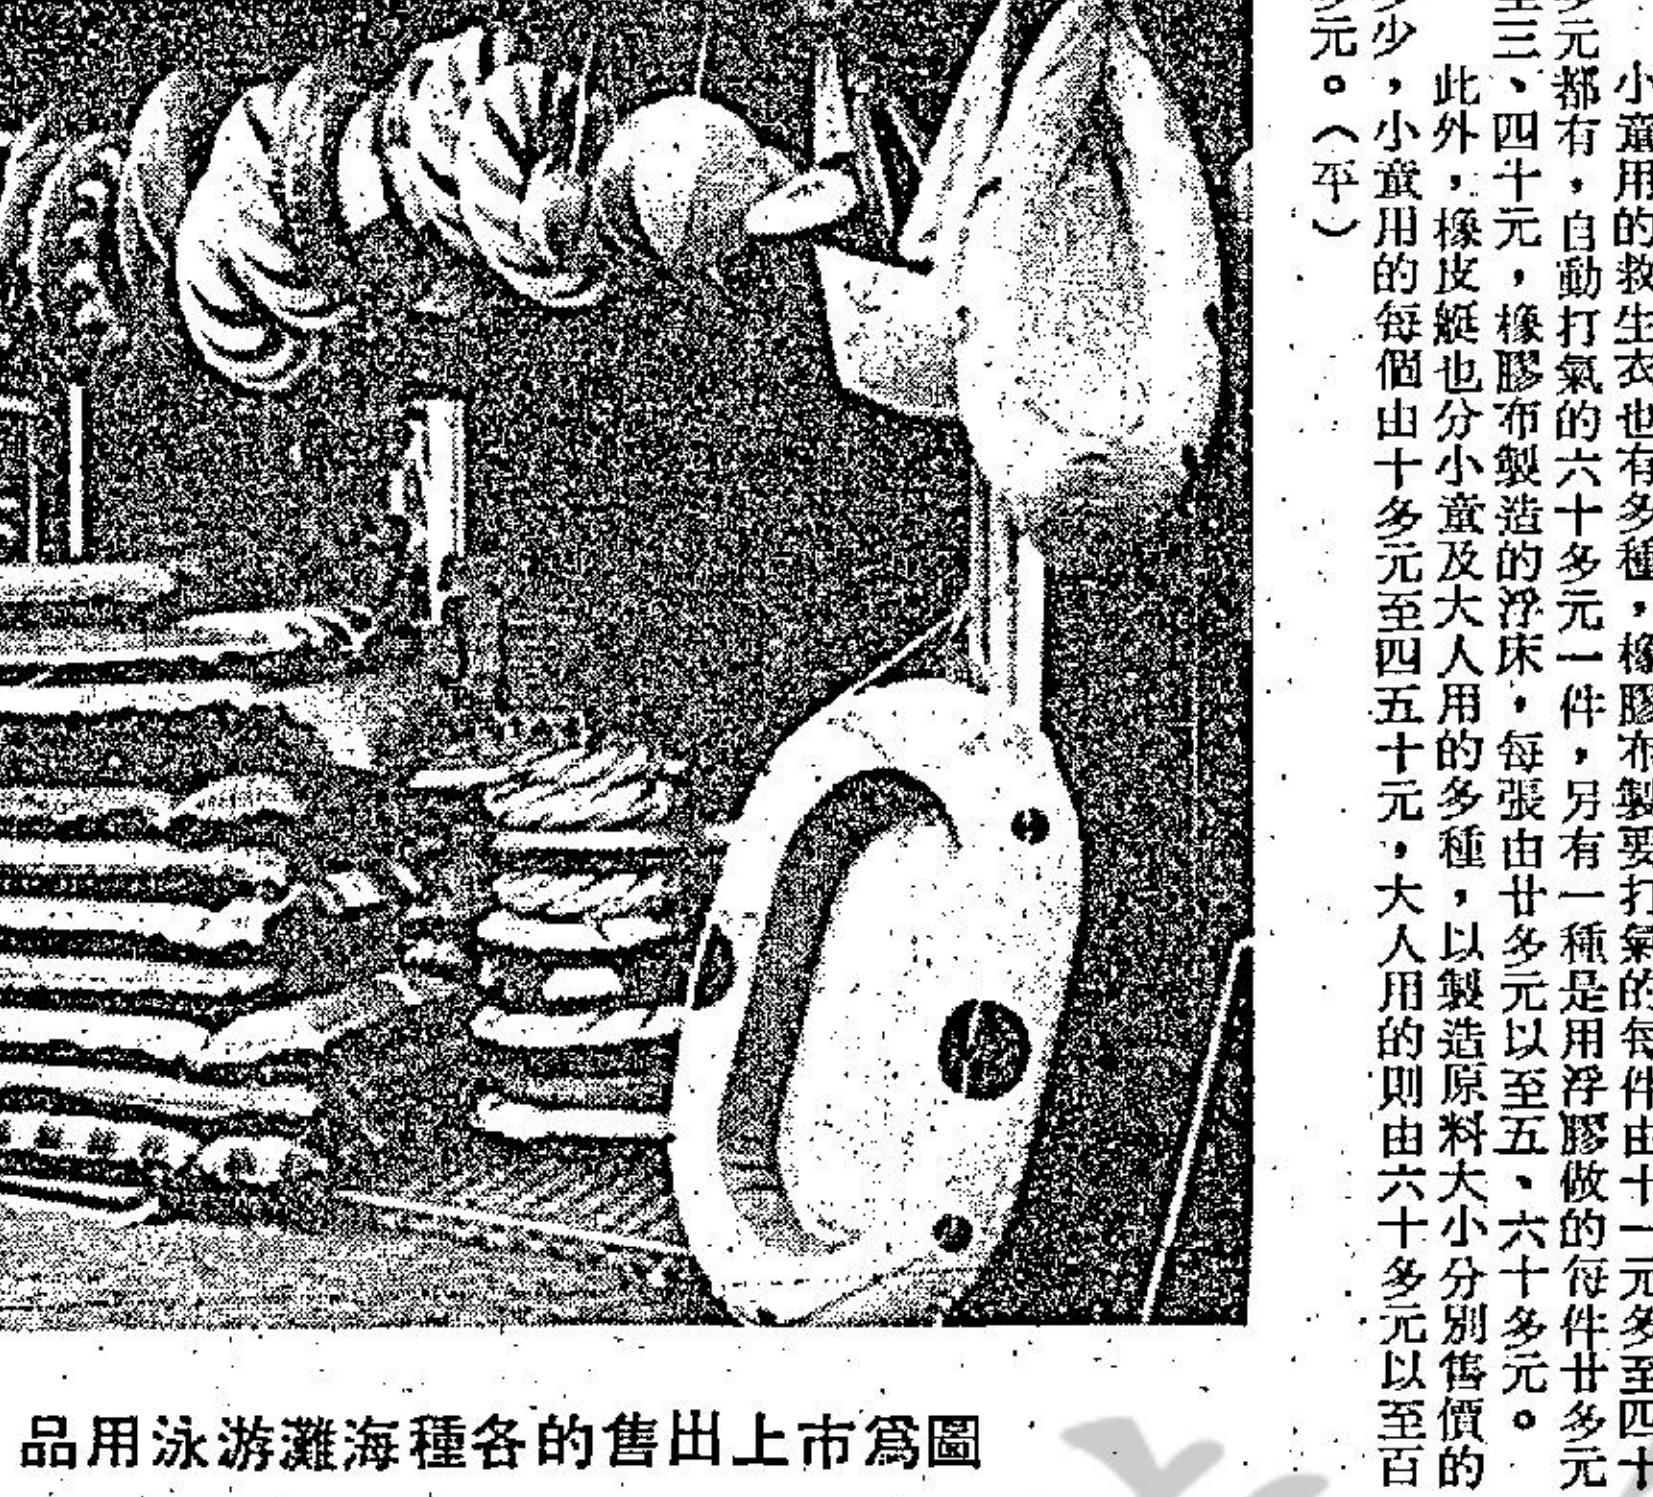 小童用的救生衣也有多種，橡膠布製要打氣的每件由十一元多至四十
多元都有，自動打氣的六十多元一件，另有一種是用浮膠做的每件廿多元
至三、四十元，橡膠布製造的浮床，每張由廿多元以至五、六十多元。
此外，橡皮艇也分小童及大人用的多種，以製造原料大小分別售價的
多少，小童用的每個由十多元至四五十元，大人用的則由六十多元以至百
多元。（平）
圖為市上出售的各種海灘游泳用品